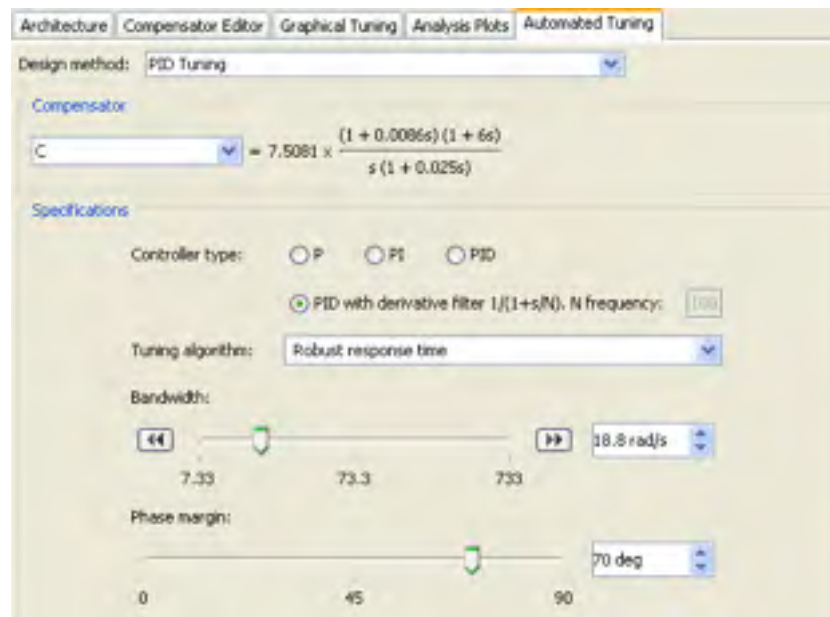 Architecture Compensator Editor Graphical Tuning Analysis Plots Automated Tuning
Design method: PID Tuning
Compensator
C = 7.5081 × (1 + 0.0086s) (1 + 6s)
s (1 + 0.025s)
Specifications
Controller type: P PI PID
PID with derivative filter 1/(1+s/N). N frequency: 100
Tuning algorithm: Robust response time
Bandwidth:
18.8 rad/s
7.33 73.3 733
Phase margin:
70 deg
0 45 90